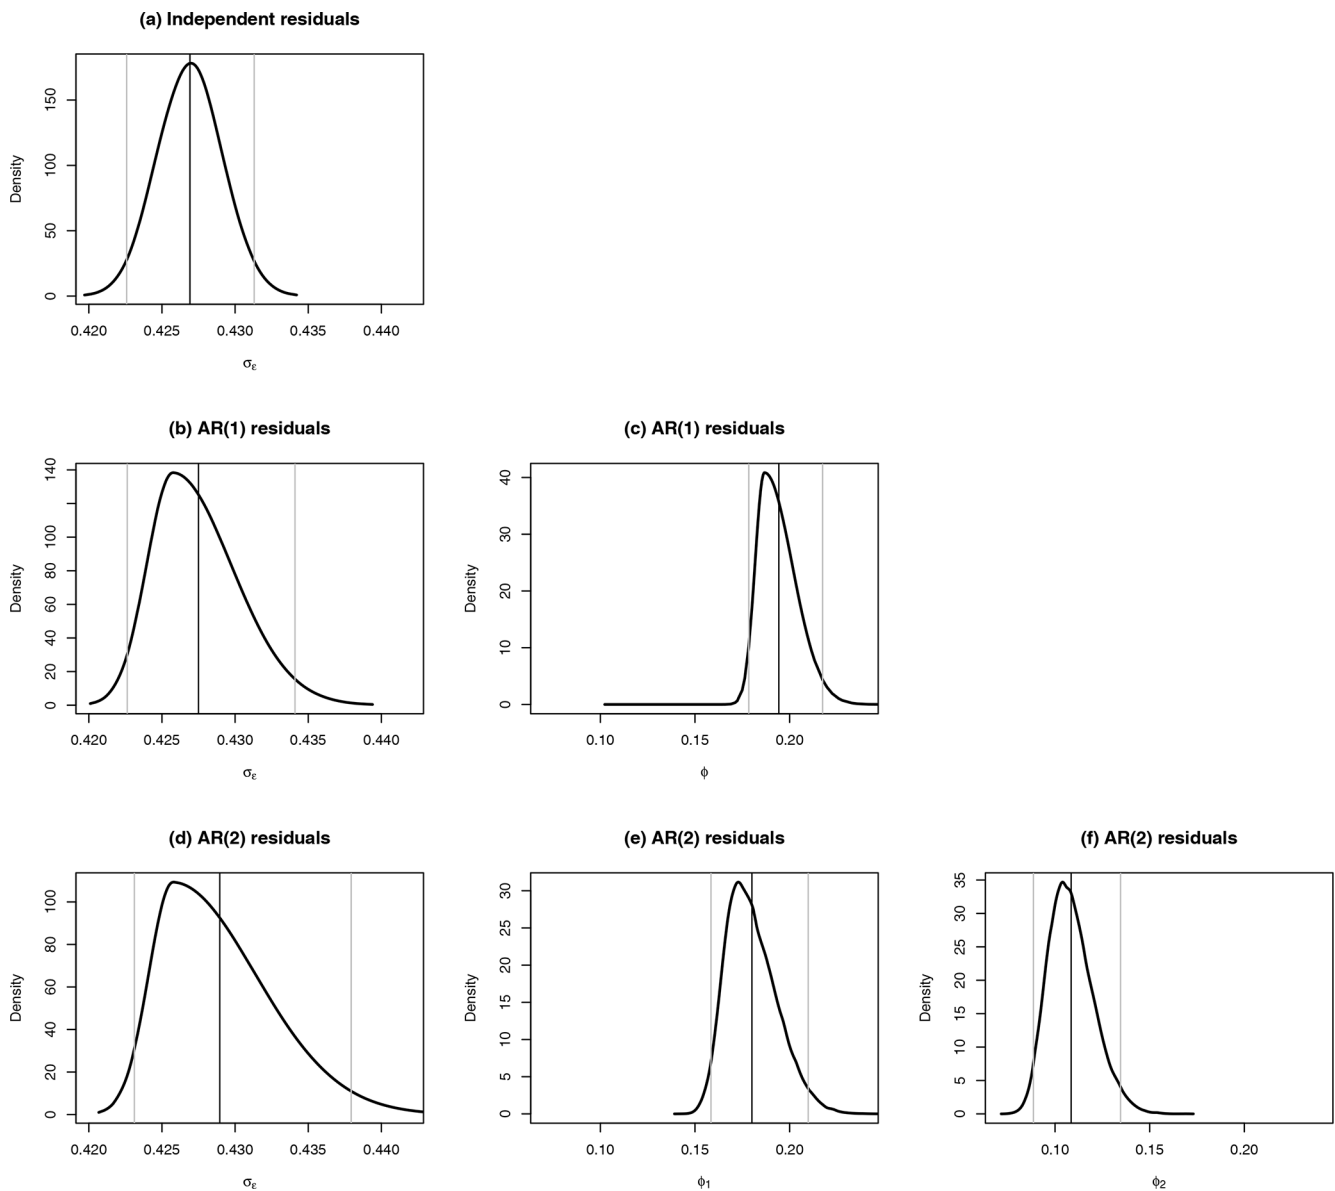 (a) Independent residuals
Density
0 50 100 150
0.420 0.425 0.430 0.435 0.440
σε
(b) AR(1) residuals
Density
0 20 40 60 80 100 140
0.420 0.425 0.430 0.435 0.440
σε
(c) AR(1) residuals
Density
0 10 20 30 40
0.10 0.15 0.20
ϕ
(d) AR(2) residuals
Density
0 20 40 60 80 100
0.420 0.425 0.430 0.435 0.440
σε
(e) AR(2) residuals
Density
0 5 10 15 20 25 30
0.10 0.15 0.20
ϕ1
(f) AR(2) residuals
Density
0 5 10 15 20 25 30 35
0.10 0.15 0.20
ϕ2